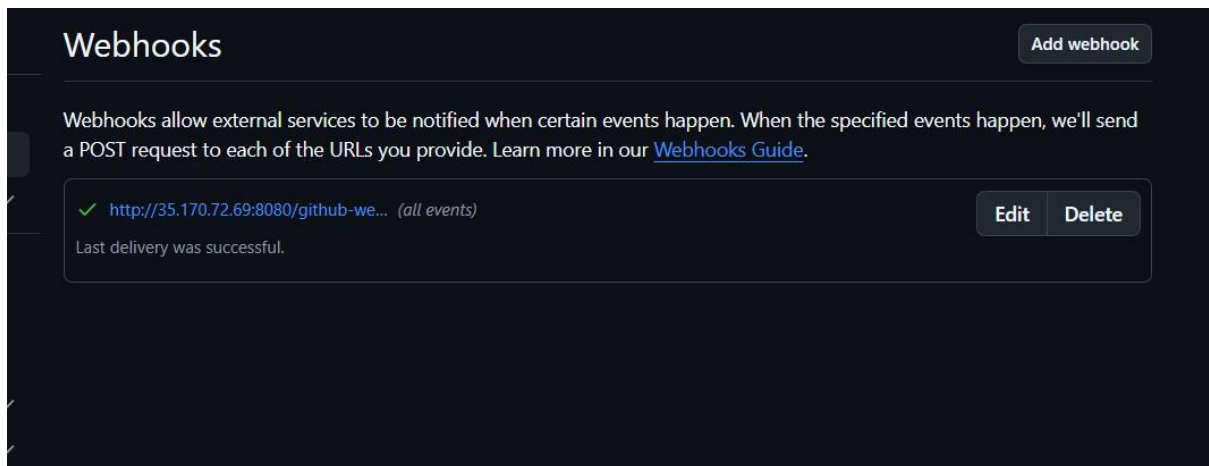 Webhooks
Add webhook
Webhooks allow external services to be notified when certain events happen. When the specified events happen, we'll send
a POST request to each of the URLs you provide. Learn more in our Webhooks Guide.
http://35.170.72.69:8080/github-we... (all events)
Edit
Delete
Last delivery was successful.